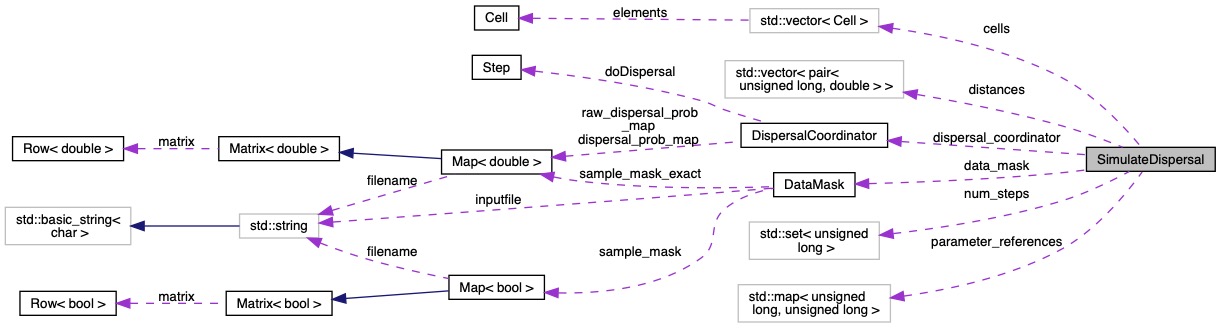 Cell
elements
std::vector< Cell >
cells
Step
doDispersal
std::vector< pair<
unsigned long, double > >
distances
raw_dispersal_prob
_map
dispersal_prob_map
DispersalCoordinator
dispersal_coordinator
Row< double >
matrix
Matrix< double >
Map< double >
SimulateDispersal
sample_mask_exact
DataMask
data_mask
filename
inputfile
num_steps
std::basic_string<
char >
std::string
std::set< unsigned
long >
parameter_references
filename
sample_mask
Row< bool >
matrix
Matrix< bool >
Map< bool >
std::map< unsigned
long, unsigned long >